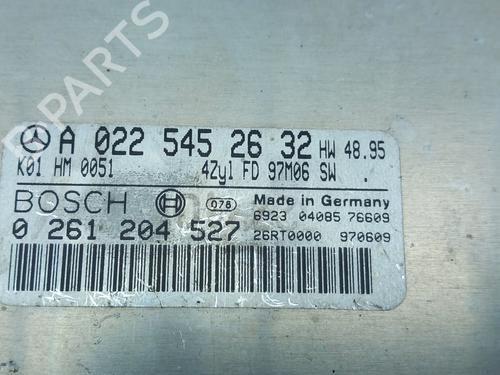 A 022 545 26 32 HW 48.95
K01 HM 0051 4Zyl FD 97M06 SW .
BOSCH 076 Made in Germany
6923 04085 76609
0 261 204 527 26RT0000 970609
B-PARTS